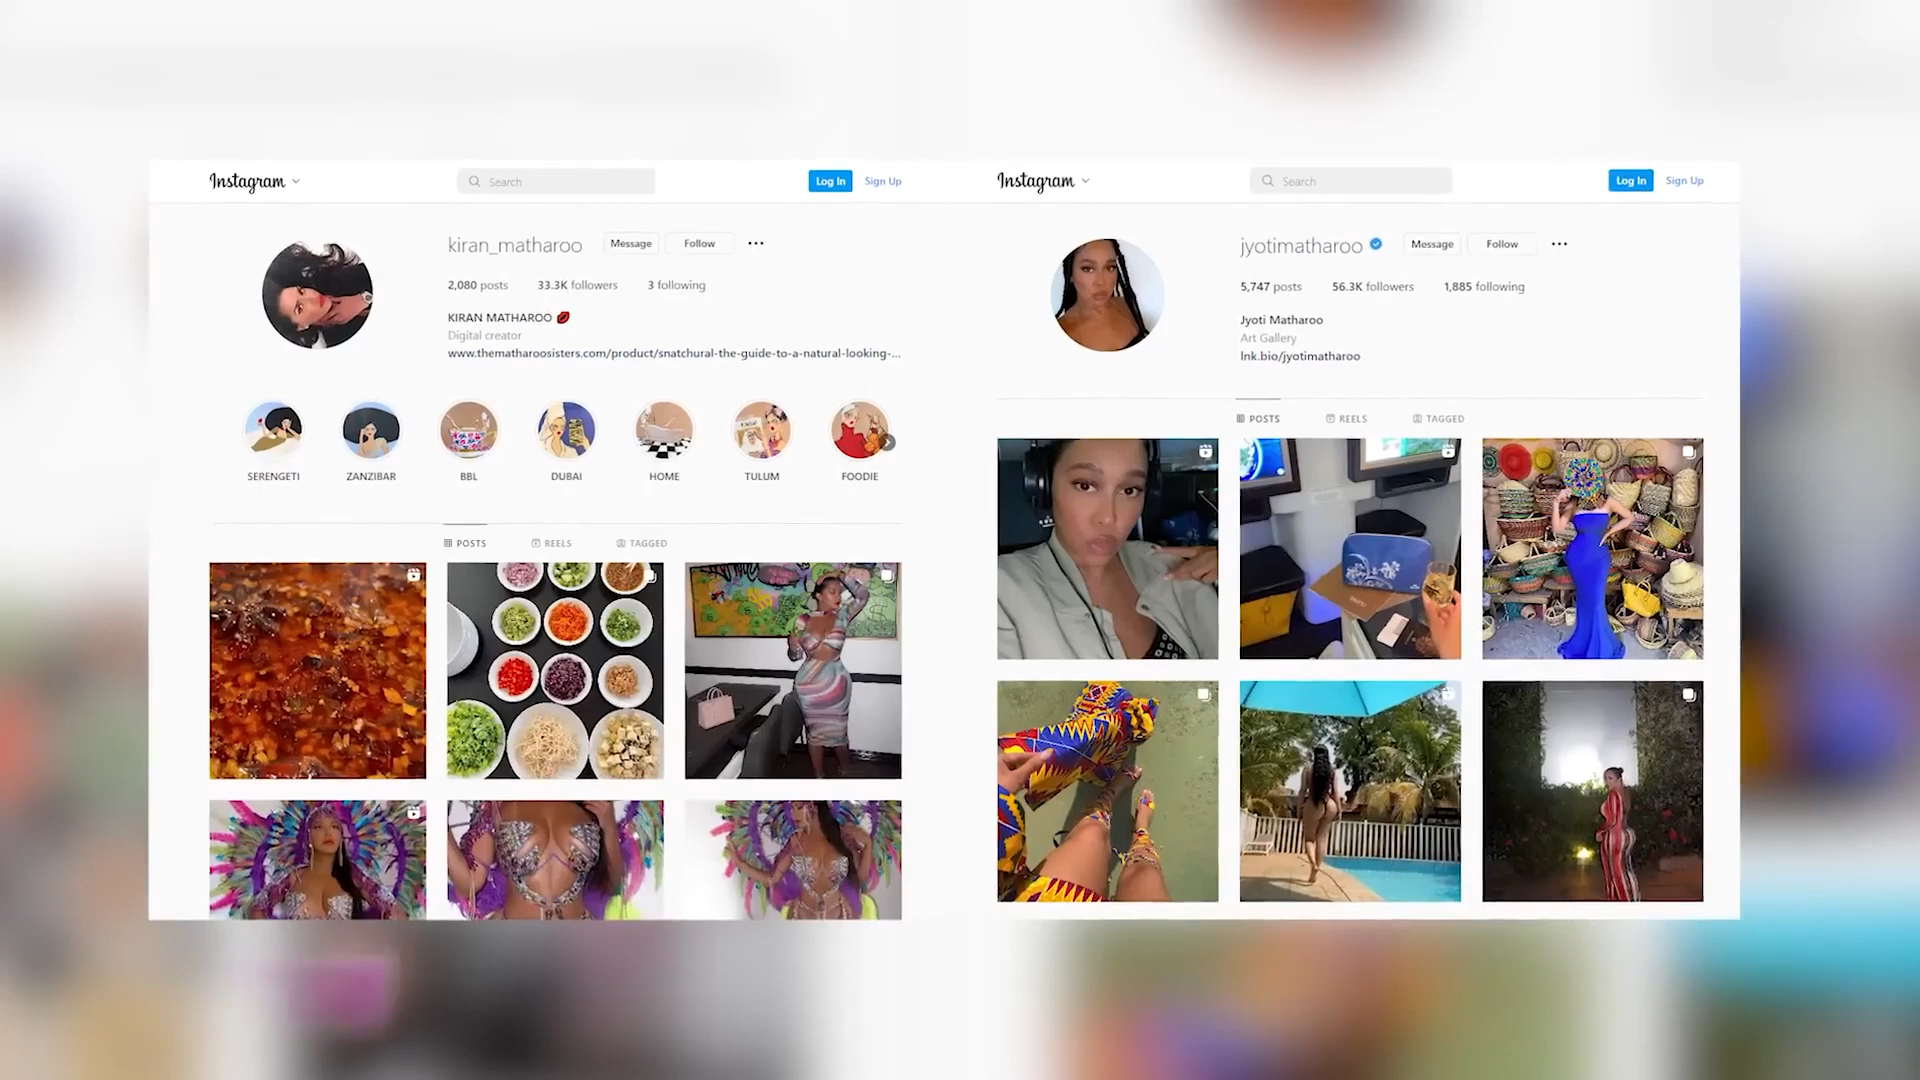 Instagram
Search
Log In
Sign Up
kiran_matharoo
Message
Follow
2,080 posts
33.3K followers
3 following
KIRAN MATHAROO
Digital creator
www.thematharoosisters.com/product/snatchural-the-guide-to-a-natural-looking-...
SERENGETI
ZANZIBAR
BBL
DUBAI
HOME
TULUM
FOODIE
POSTS
REELS
TAGGED
Instagram
Search
Log In
Sign Up
jyotimatharoo
Message
Follow
5,747 posts
56.3K followers
1,885 following
Jyoti Matharoo
Art Gallery
lnk.bio/jyotimatharoo
POSTS
REELS
TAGGED